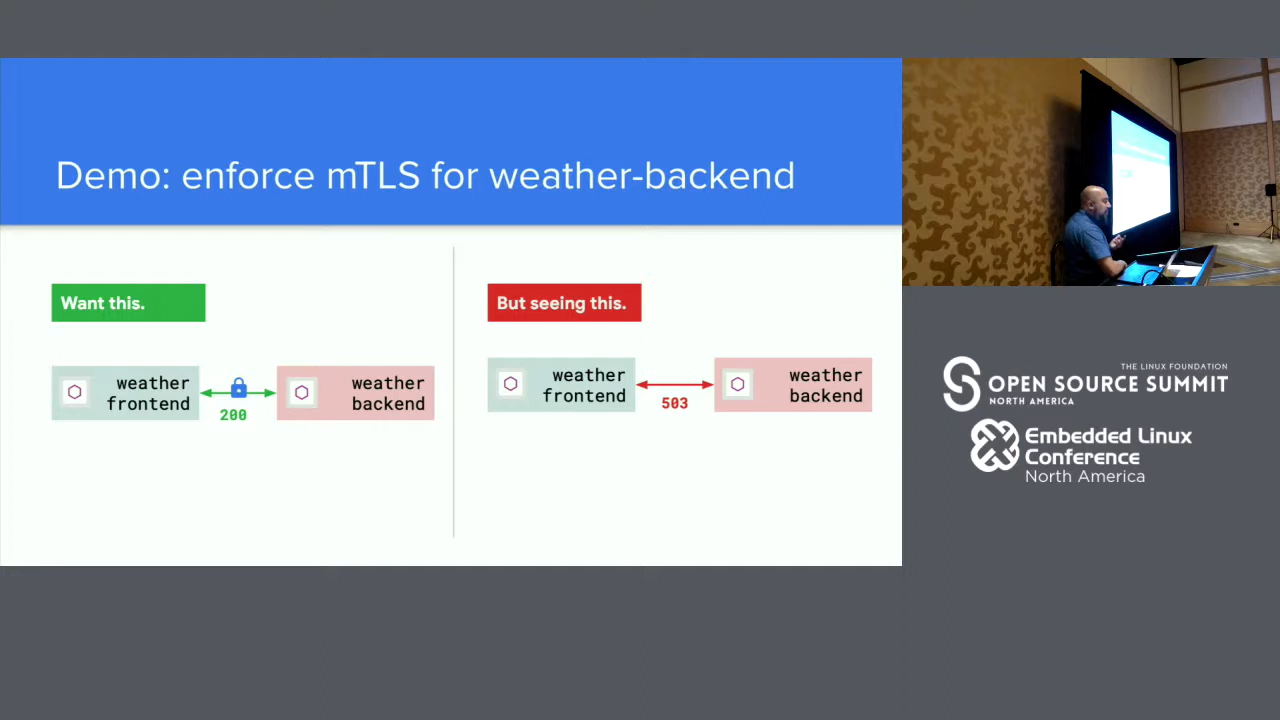 Demo: enforce mTLS for weather-backend
Want this.
weather
frontend
200
weather
backend
But seeing this.
weather
frontend
503
weather
backend
THE LINUX FOUNDATION
OPEN SOURCE SUMMIT
NORTH AMERICA
Embedded Linux
Conference
North America